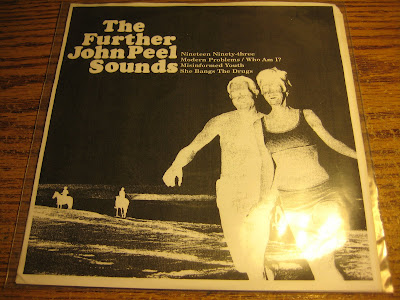 The
Further
John Peel
Sounds
Nineteen Ninety-three
Modern Problems / Who Am I?
Misinformed Youth
She Bangs The Drugs